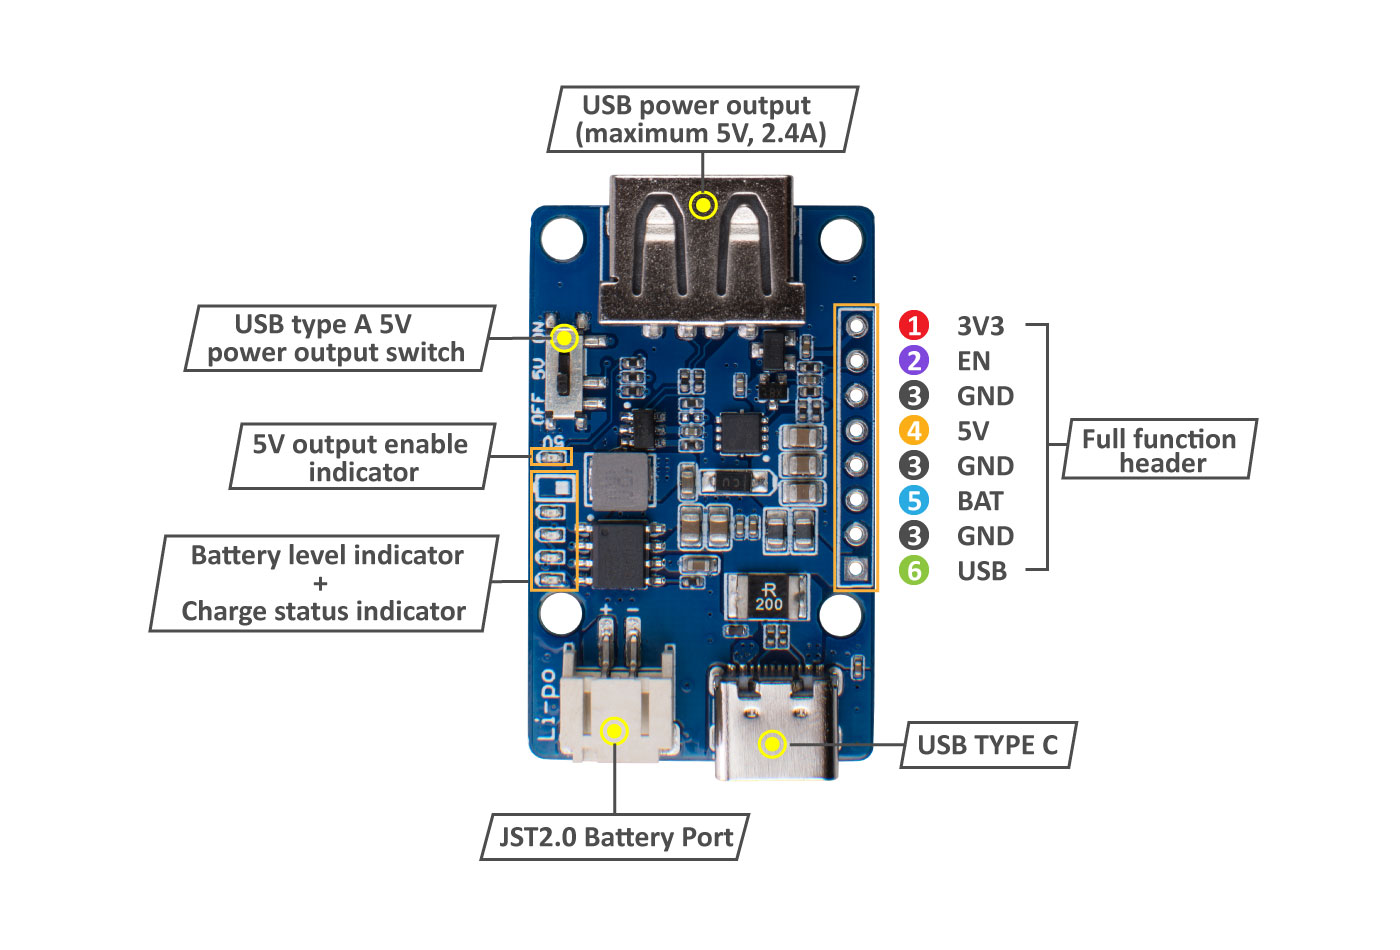 USB power output
(maximum 5V, 2.4A)
USB type A 5V
power output switch
OFF 5V ON
5V output enable
indicator
5V
Battery level indicator
+
Charge status indicator
1 3V3
2 EN
3 GND
4 5V
3 GND
5 BAT
3 GND
6 USB
Full function
header
R
200
+ -
Li-po
USB TYPE C
JST2.0 Battery Port